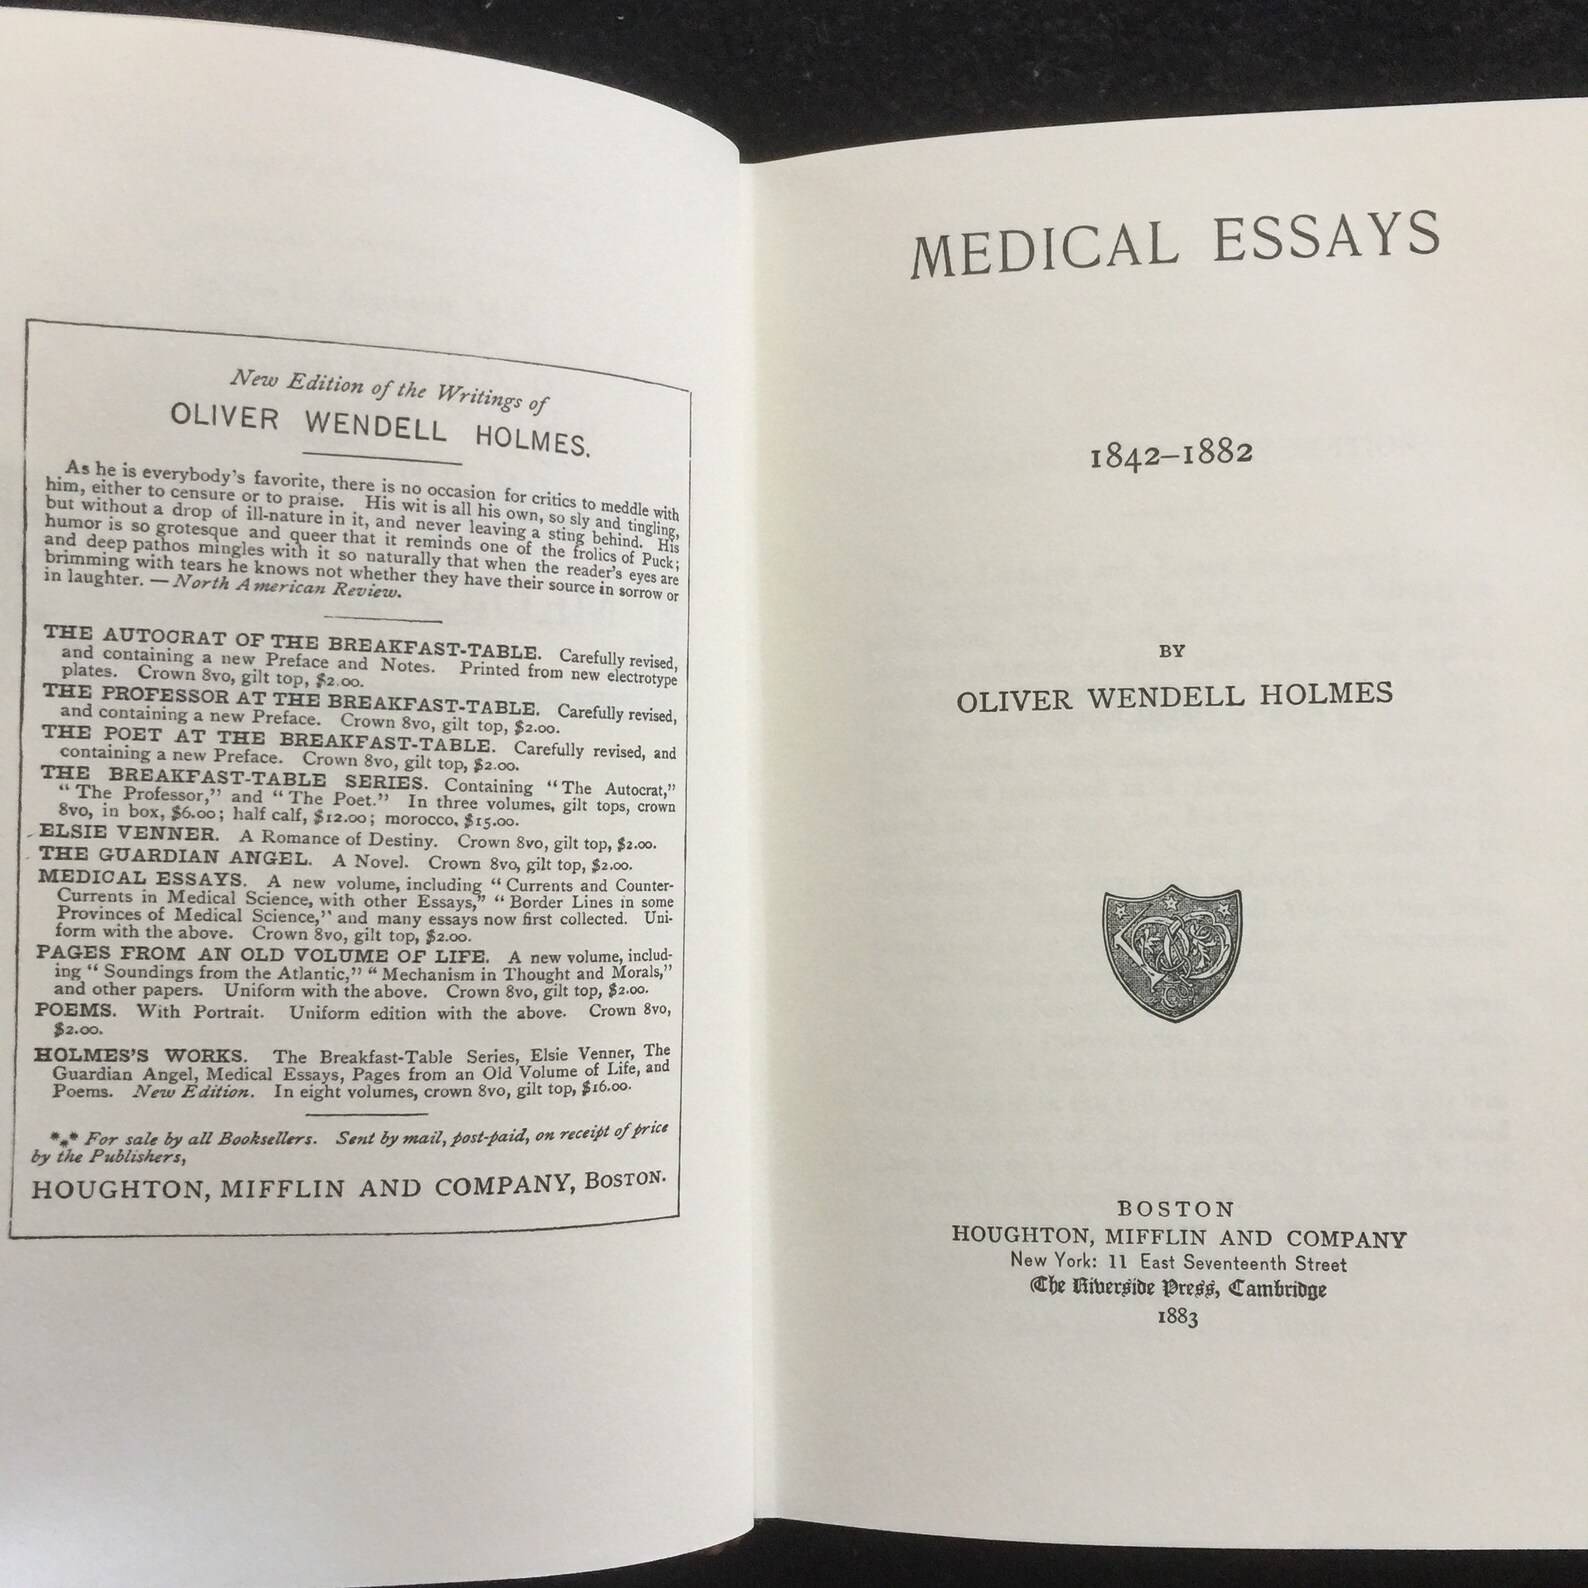 New Edition of the Writings of
OLIVER WENDELL HOLMES.
As he is everybody's favorite, there is no occasion for critics to meddle with
him, either to censure or to praise. His wit is all his own, so sly and tingling,
but without a drop of ill-nature in it, and never leaving a sting behind. His
humor is so grotesque and queer that it reminds one of the frolics of Puck;
and deep pathos mingles with it so naturally that when the reader's eyes are
brimming with tears he knows not whether they have their source in sorrow or
in laughter. — North American Review.
THE AUTOCRAT OF THE BREAKFAST-TABLE. Carefully revised,
and containing a new Preface and Notes. Printed from new electrotype
plates. Crown 8vo, gilt top, $2.00.
THE PROFESSOR AT THE BREAKFAST-TABLE. Carefully revised,
and containing a new Preface. Crown 8vo, gilt top, $2.00.
THE POET AT THE BREAKFAST-TABLE. Carefully revised, and
containing a new Preface. Crown 8vo, gilt top, $2.00.
THE BREAKFAST-TABLE SERIES. Containing "The Autocrat,"
"The Professor," and "The Poet." In three volumes, gilt tops, crown
8vo, in box, $6.00; half calf, $12.00; morocco, $15.00.
ELSIE VENNER. A Romance of Destiny. Crown 8vo, gilt top, $2.00.
THE GUARDIAN ANGEL. A Novel. Crown 8vo, gilt top, $2.00.
MEDICAL ESSAYS. A new volume, including "Currents and Counter-
Currents in Medical Science, with other Essays," "Border Lines in some
Provinces of Medical Science," and many essays now first collected. Uni-
form with the above. Crown 8vo, gilt top, $2.00.
PAGES FROM AN OLD VOLUME OF LIFE. A new volume, includ-
ing "Soundings from the Atlantic," "Mechanism in Thought and Morals,"
and other papers. Uniform with the above. Crown 8vo, gilt top, $2.00.
POEMS. With Portrait. Uniform edition with the above. Crown 8vo,
$2.00.
HOLMES'S WORKS. The Breakfast-Table Series, Elsie Venner, The
Guardian Angel, Medical Essays, Pages from an Old Volume of Life, and
Poems. New Edition. In eight volumes, crown 8vo, gilt top, $16.00.
*** For sale by all Booksellers. Sent by mail, post-paid, on receipt of price
by the Publishers,
HOUGHTON, MIFFLIN AND COMPANY, BOSTON.
MEDICAL ESSAYS
1842–1882
BY
OLIVER WENDELL HOLMES
BOSTON
HOUGHTON, MIFFLIN AND COMPANY
New York: 11 East Seventeenth Street
The Riverside Press, Cambridge
1883